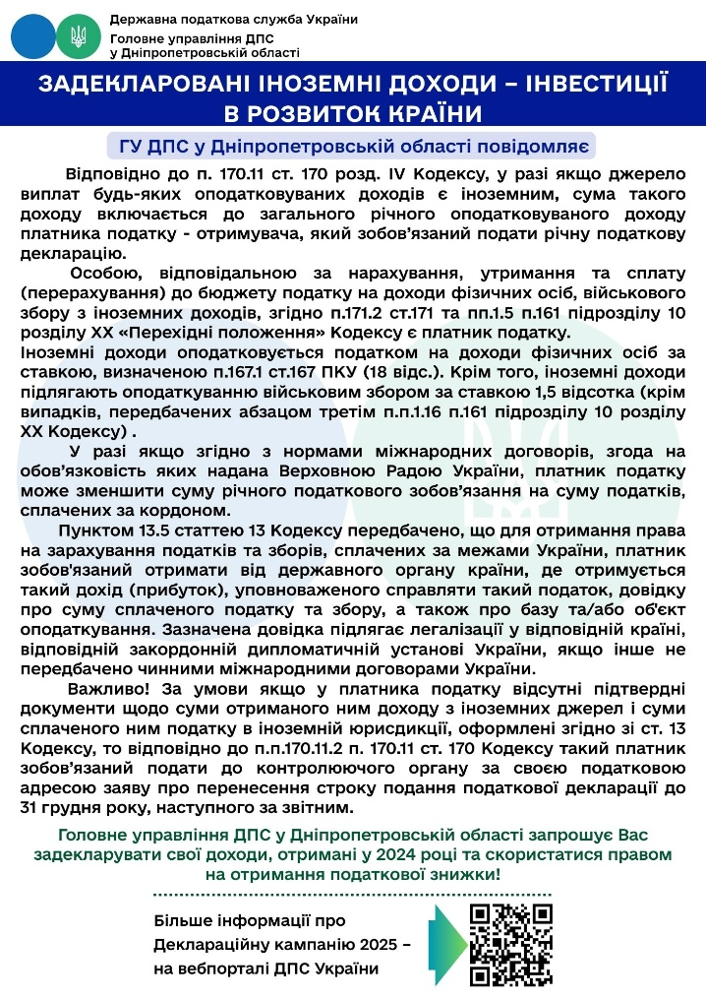 Державна податкова служба України
Головне управління ДПС
у Дніпропетровській області
ЗАДЕКЛАРОВАНІ ІНОЗЕМНІ ДОХОДИ – ІНВЕСТИЦІЇ
В РОЗВИТОК КРАЇНИ
ГУ ДПС у Дніпропетровській області повідомляє
Відповідно до п. 170.11 ст. 170 розд. IV Кодексу, у разі якщо джерело
виплат будь-яких оподатковуваних доходів є іноземним, сума такого
доходу включається до загального річного оподатковуваного доходу
платника податку - отримувача, який зобов’язаний подати річну податкову
декларацію.
Особою, відповідальною за нарахування, утримання та сплату
(перерахування) до бюджету податку на доходи фізичних осіб, військового
збору з іноземних доходів, згідно п.171.2 ст.171 та пп.1.5 п.161 підрозділу 10
розділу ХХ «Перехідні положення» Кодексу є платник податку.
Іноземні доходи оподатковується податком на доходи фізичних осіб за
ставкою, визначеною п.167.1 ст.167 ПКУ (18 відс.). Крім того, іноземні доходи
підлягають оподаткуванню військовим збором за ставкою 1,5 відсотка (крім
випадків, передбачених абзацом третім п.п.1.16 п.161 підрозділу 10 розділу
ХХ Кодексу) .
У разі якщо згідно з нормами міжнародних договорів, згода на
обов’язковість яких надана Верховною Радою України, платник податку
може зменшити суму річного податкового зобов’язання на суму податків,
сплачених за кордоном.
Пунктом 13.5 статтею 13 Кодексу передбачено, що для отримання права
на зарахування податків та зборів, сплачених за межами України, платник
зобов'язаний отримати від державного органу країни, де отримується
такий дохід (прибуток), уповноваженого справляти такий податок, довідку
про суму сплаченого податку та збору, а також про базу та/або об'єкт
оподаткування. Зазначена довідка підлягає легалізації у відповідній країні,
відповідній закордонній дипломатичній установі України, якщо інше не
передбачено чинними міжнародними договорами України.
Важливо! За умови якщо у платника податку відсутні підтвердні
документи щодо суми отриманого ним доходу з іноземних джерел і суми
сплаченого ним податку в іноземній юрисдикції, оформлені згідно зі ст. 13
Кодексу, то відповідно до п.п.170.11.2 п. 170.11 ст. 170 Кодексу такий платник
зобов’язаний подати до контролюючого органу за своєю податковою
адресою заяву про перенесення строку подання податкової декларації до
31 грудня року, наступного за звітним.
Головне управління ДПС у Дніпропетровській області запрошує Вас
задекларувати свої доходи, отримані у 2024 році та скористатися правом
на отримання податкової знижки!
Більше інформації про
Деклараційну кампанію 2025 –
на вебпорталі ДПС України